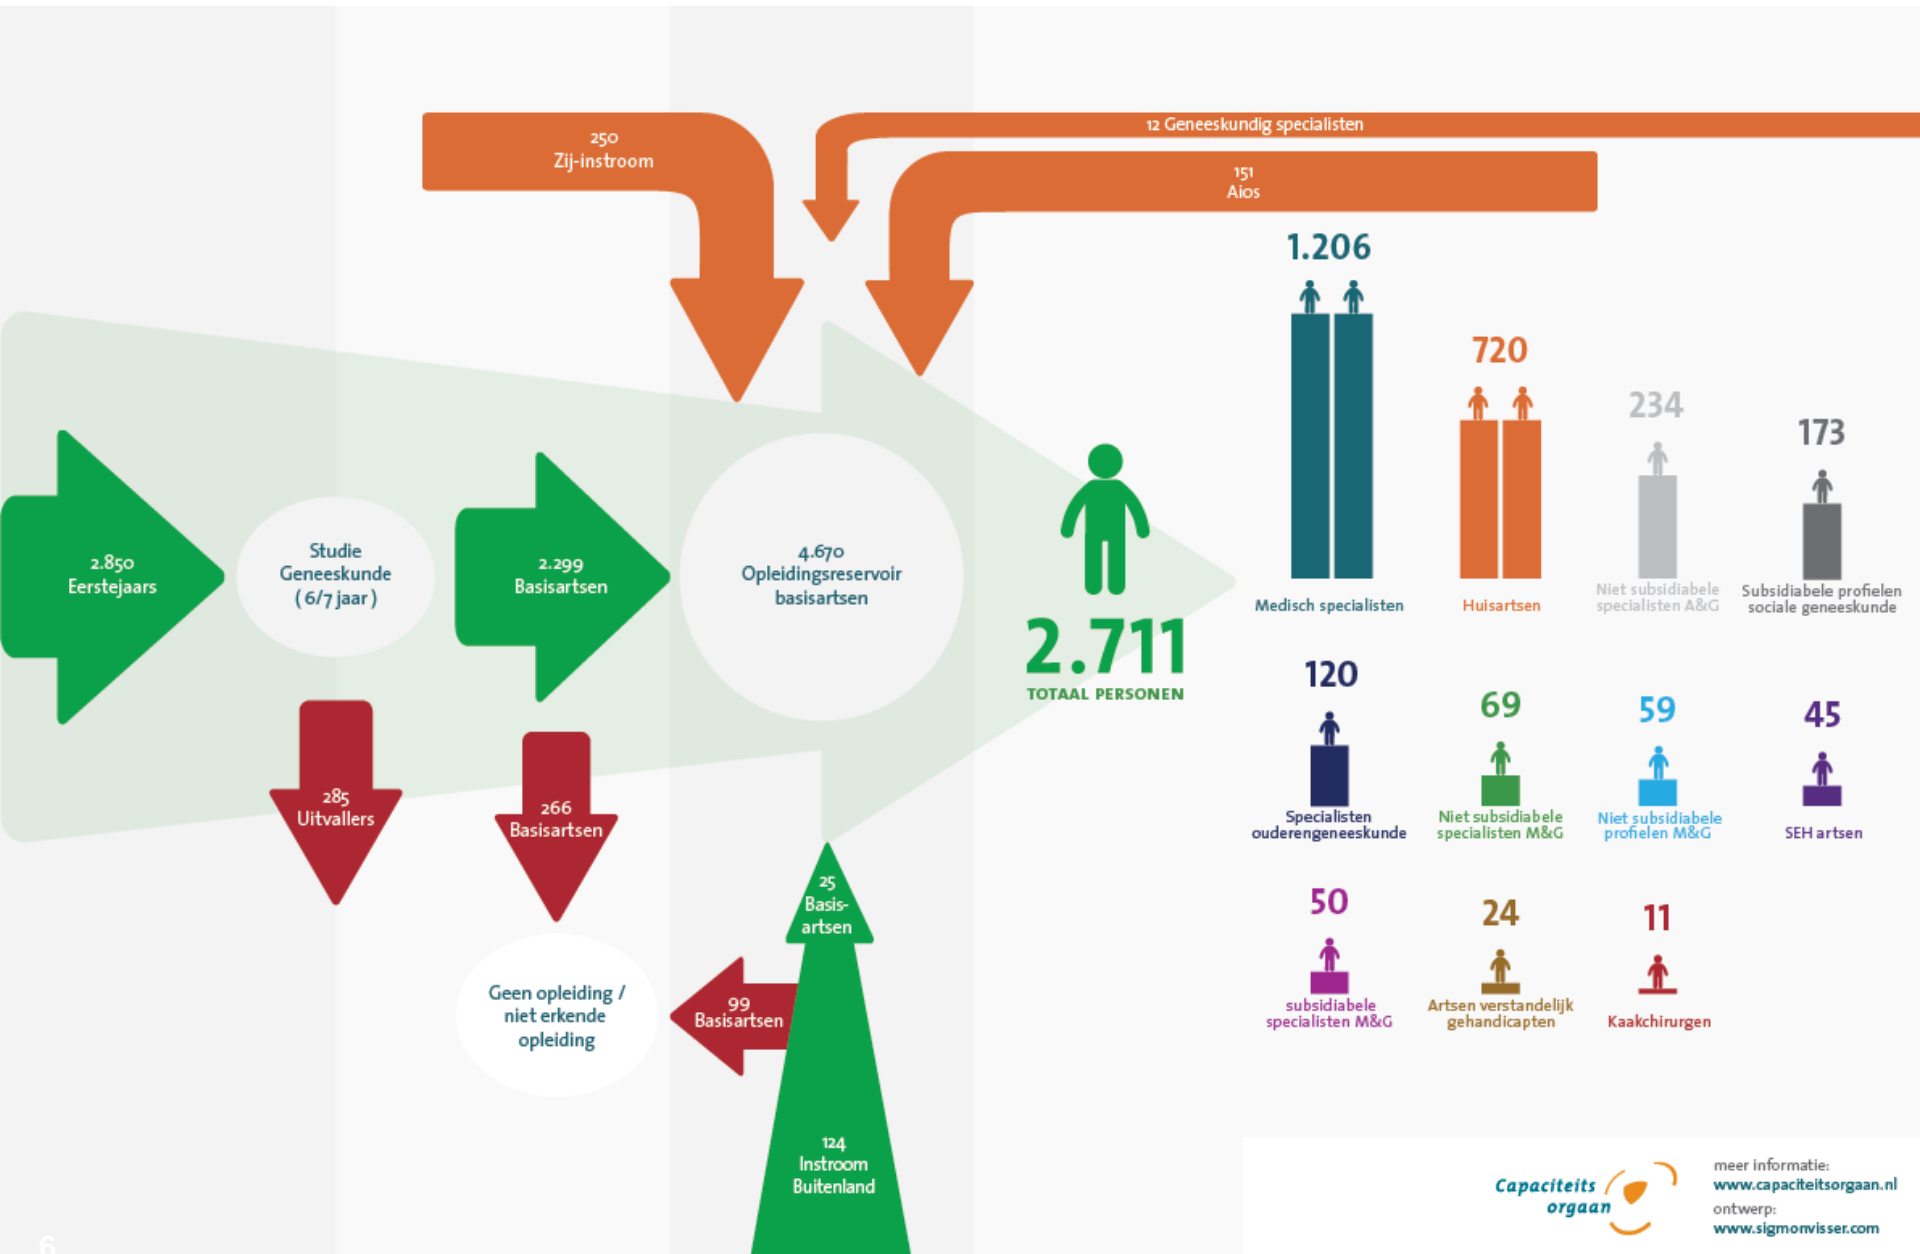 250
Zij-instroom
12 Geneeskundig specialisten
151
Aios
2.850
Eerstejaars
Studie
Geneeskunde
( 6/7 jaar )
2.299
Basisartsen
4.670
Opleidingsreservoir
basisartsen
285
Uitvallers
266
Basisartsen
Geen opleiding /
niet erkende
opleiding
99
Basisartsen
25
Basis-
artsen
124
Instroom
Buitenland
2.711
TOTAAL PERSONEN
1.206
Medisch specialisten
720
Huisartsen
234
Niet subsidiabele
specialisten A&G
173
Subsidiabele profielen
sociale geneeskunde
120
Specialisten
ouderengeneeskunde
69
Niet subsidiabele
specialisten M&G
59
Niet subsidiabele
profielen M&G
45
SEH artsen
50
subsidiabele
specialisten M&G
24
Artsen verstandelijk
gehandicapten
11
Kaakchirurgen
Capaciteits
orgaan
meer informatie:
www.capaciteitsorgaan.nl
ontwerp:
www.sigmonvisser.com
6